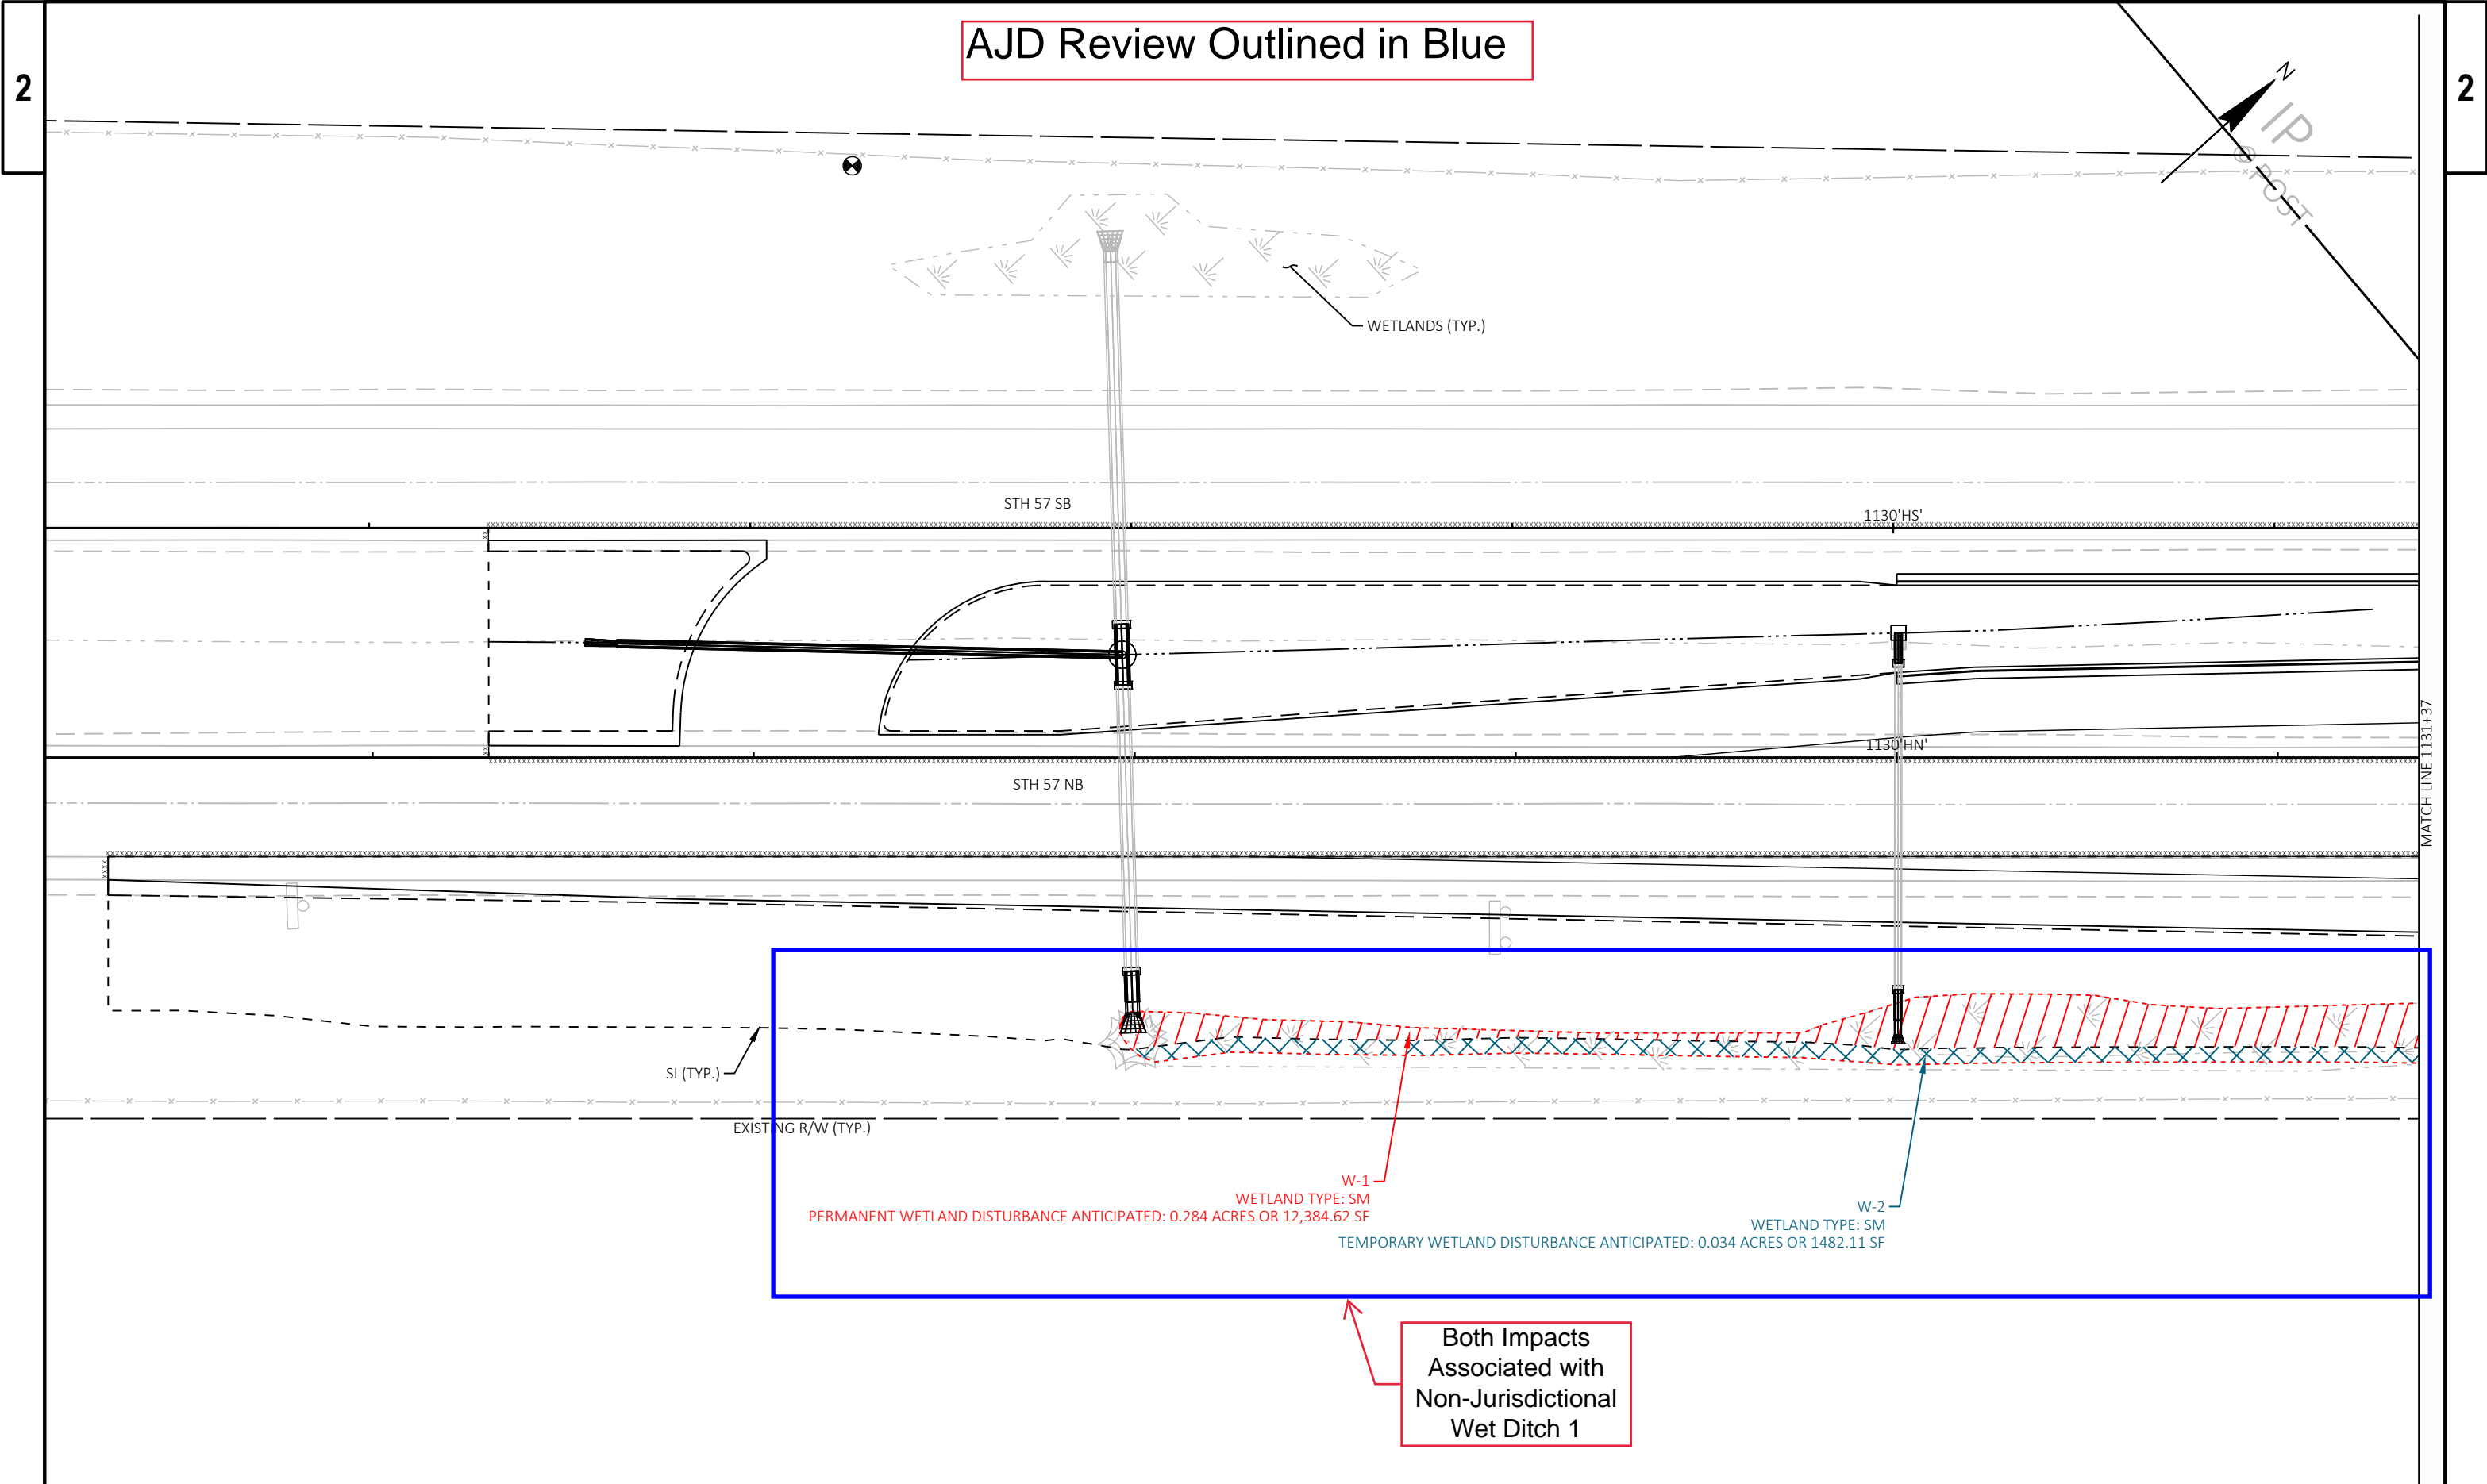 AJD Review Outlined in Blue
2
2
N
IP
@ POST
WETLANDS (TYP.)
STH 57 SB
1130'HS'
1130'HN'
STH 57 NB
MATCH LINE 1131+37
SI (TYP.)
EXISTING R/W (TYP.)
W-1
WETLAND TYPE: SM
PERMANENT WETLAND DISTURBANCE ANTICIPATED: 0.284 ACRES OR 12,384.62 SF
W-2
WETLAND TYPE: SM
TEMPORARY WETLAND DISTURBANCE ANTICIPATED: 0.034 ACRES OR 1482.11 SF
Both Impacts
Associated with
Non-Jurisdictional
Wet Ditch 1